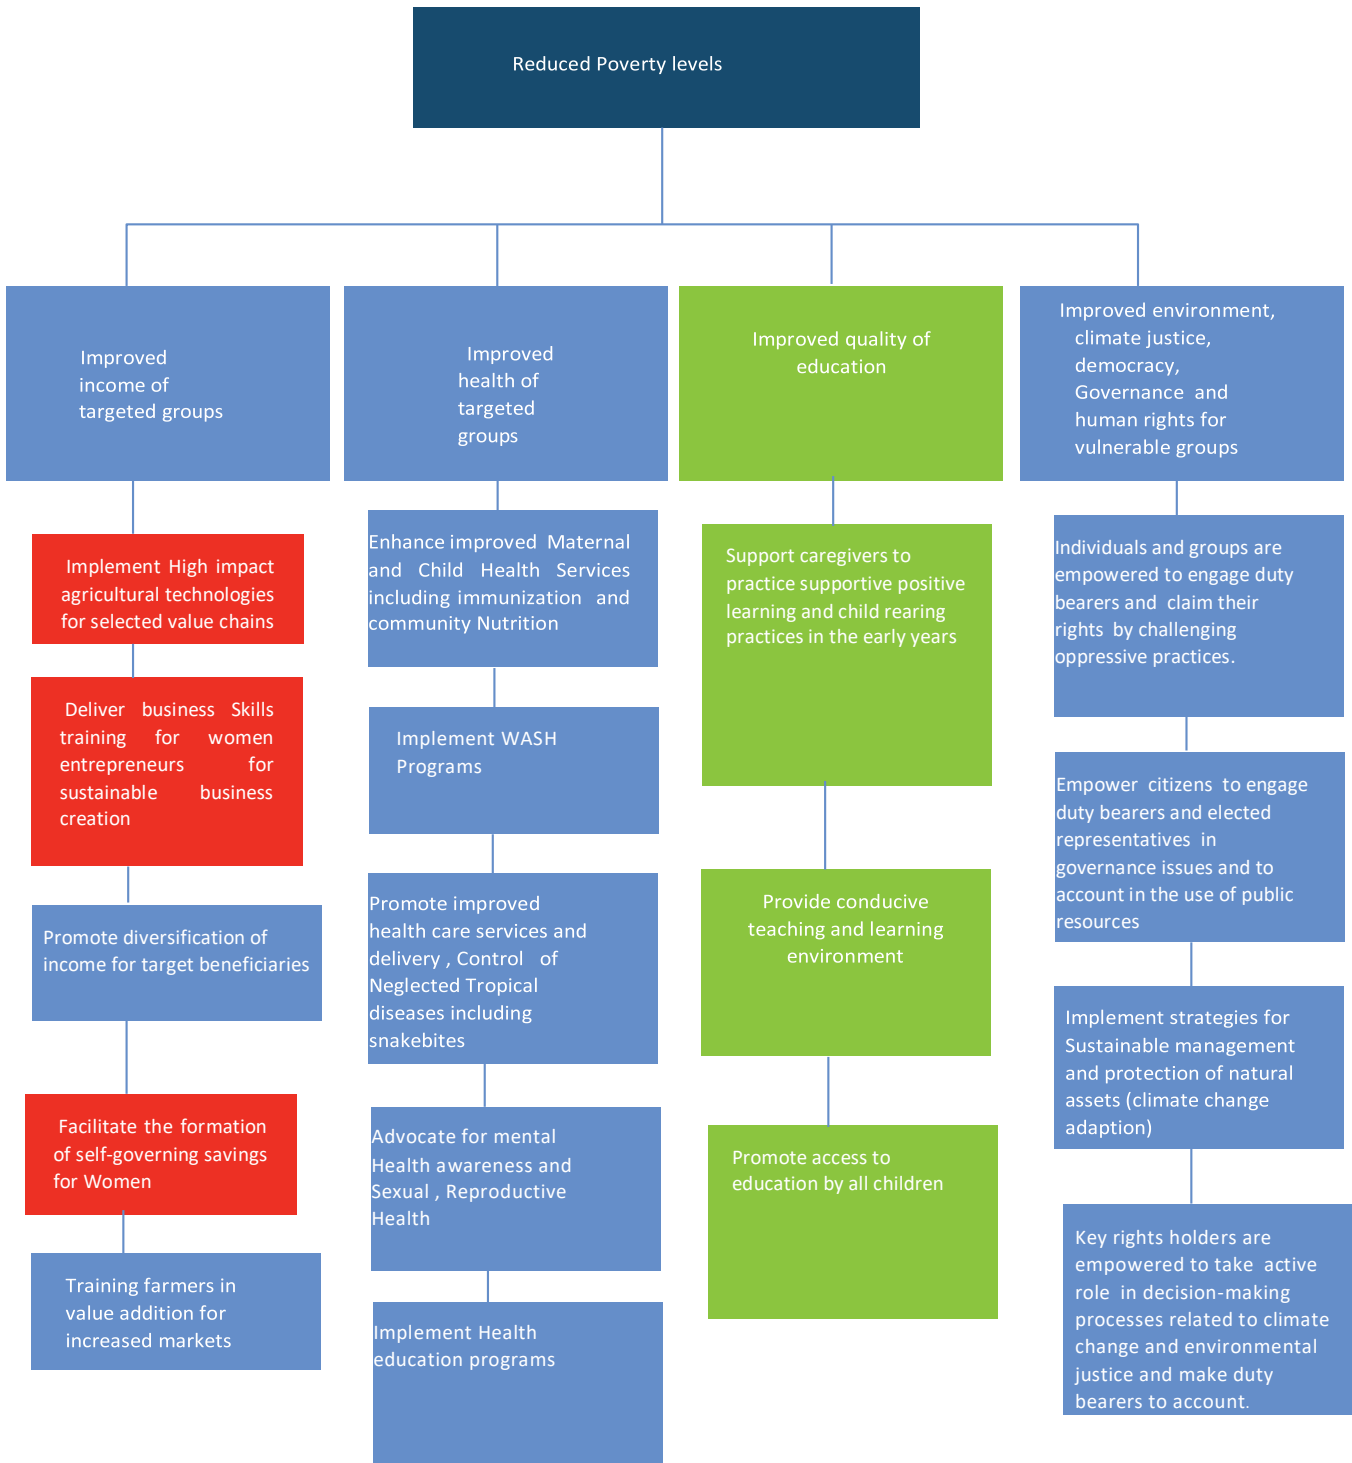 Reduced Poverty levels
Improved
income of
targeted groups
Implement High impact
agricultural technologies
for selected value chains
Deliver business Skills
training for women
entrepreneurs for
sustainable business
creation
Promote diversification of
income for target beneficiaries
Facilitate the formation
of self-governing savings
for Women
Training farmers in
value addition for
increased markets
Improved
health of
targeted
groups
Enhance improved Maternal
and Child Health Services
including immunization and
community Nutrition
Implement WASH
Programs
Promote improved
health care services and
delivery , Control of
Neglected Tropical
diseases including
snakebites
Advocate for mental
Health awareness and
Sexual , Reproductive
Health
Implement Health
education programs
Improved quality of
education
Support caregivers to
practice supportive positive
learning and child rearing
practices in the early years
Provide conducive
teaching and learning
environment
Promote access to
education by all children
Improved environment,
climate justice,
democracy,
Governance and
human rights for
vulnerable groups
Individuals and groups are
empowered to engage duty
bearers and claim their
rights by challenging
oppressive practices.
Empower citizens to engage
duty bearers and elected
representatives in
governance issues and to
account in the use of public
resources
Implement strategies for
Sustainable management
and protection of natural
assets (climate change
adaption)
Key rights holders are
empowered to take active
role in decision-making
processes related to climate
change and environmental
justice and make duty
bearers to account.